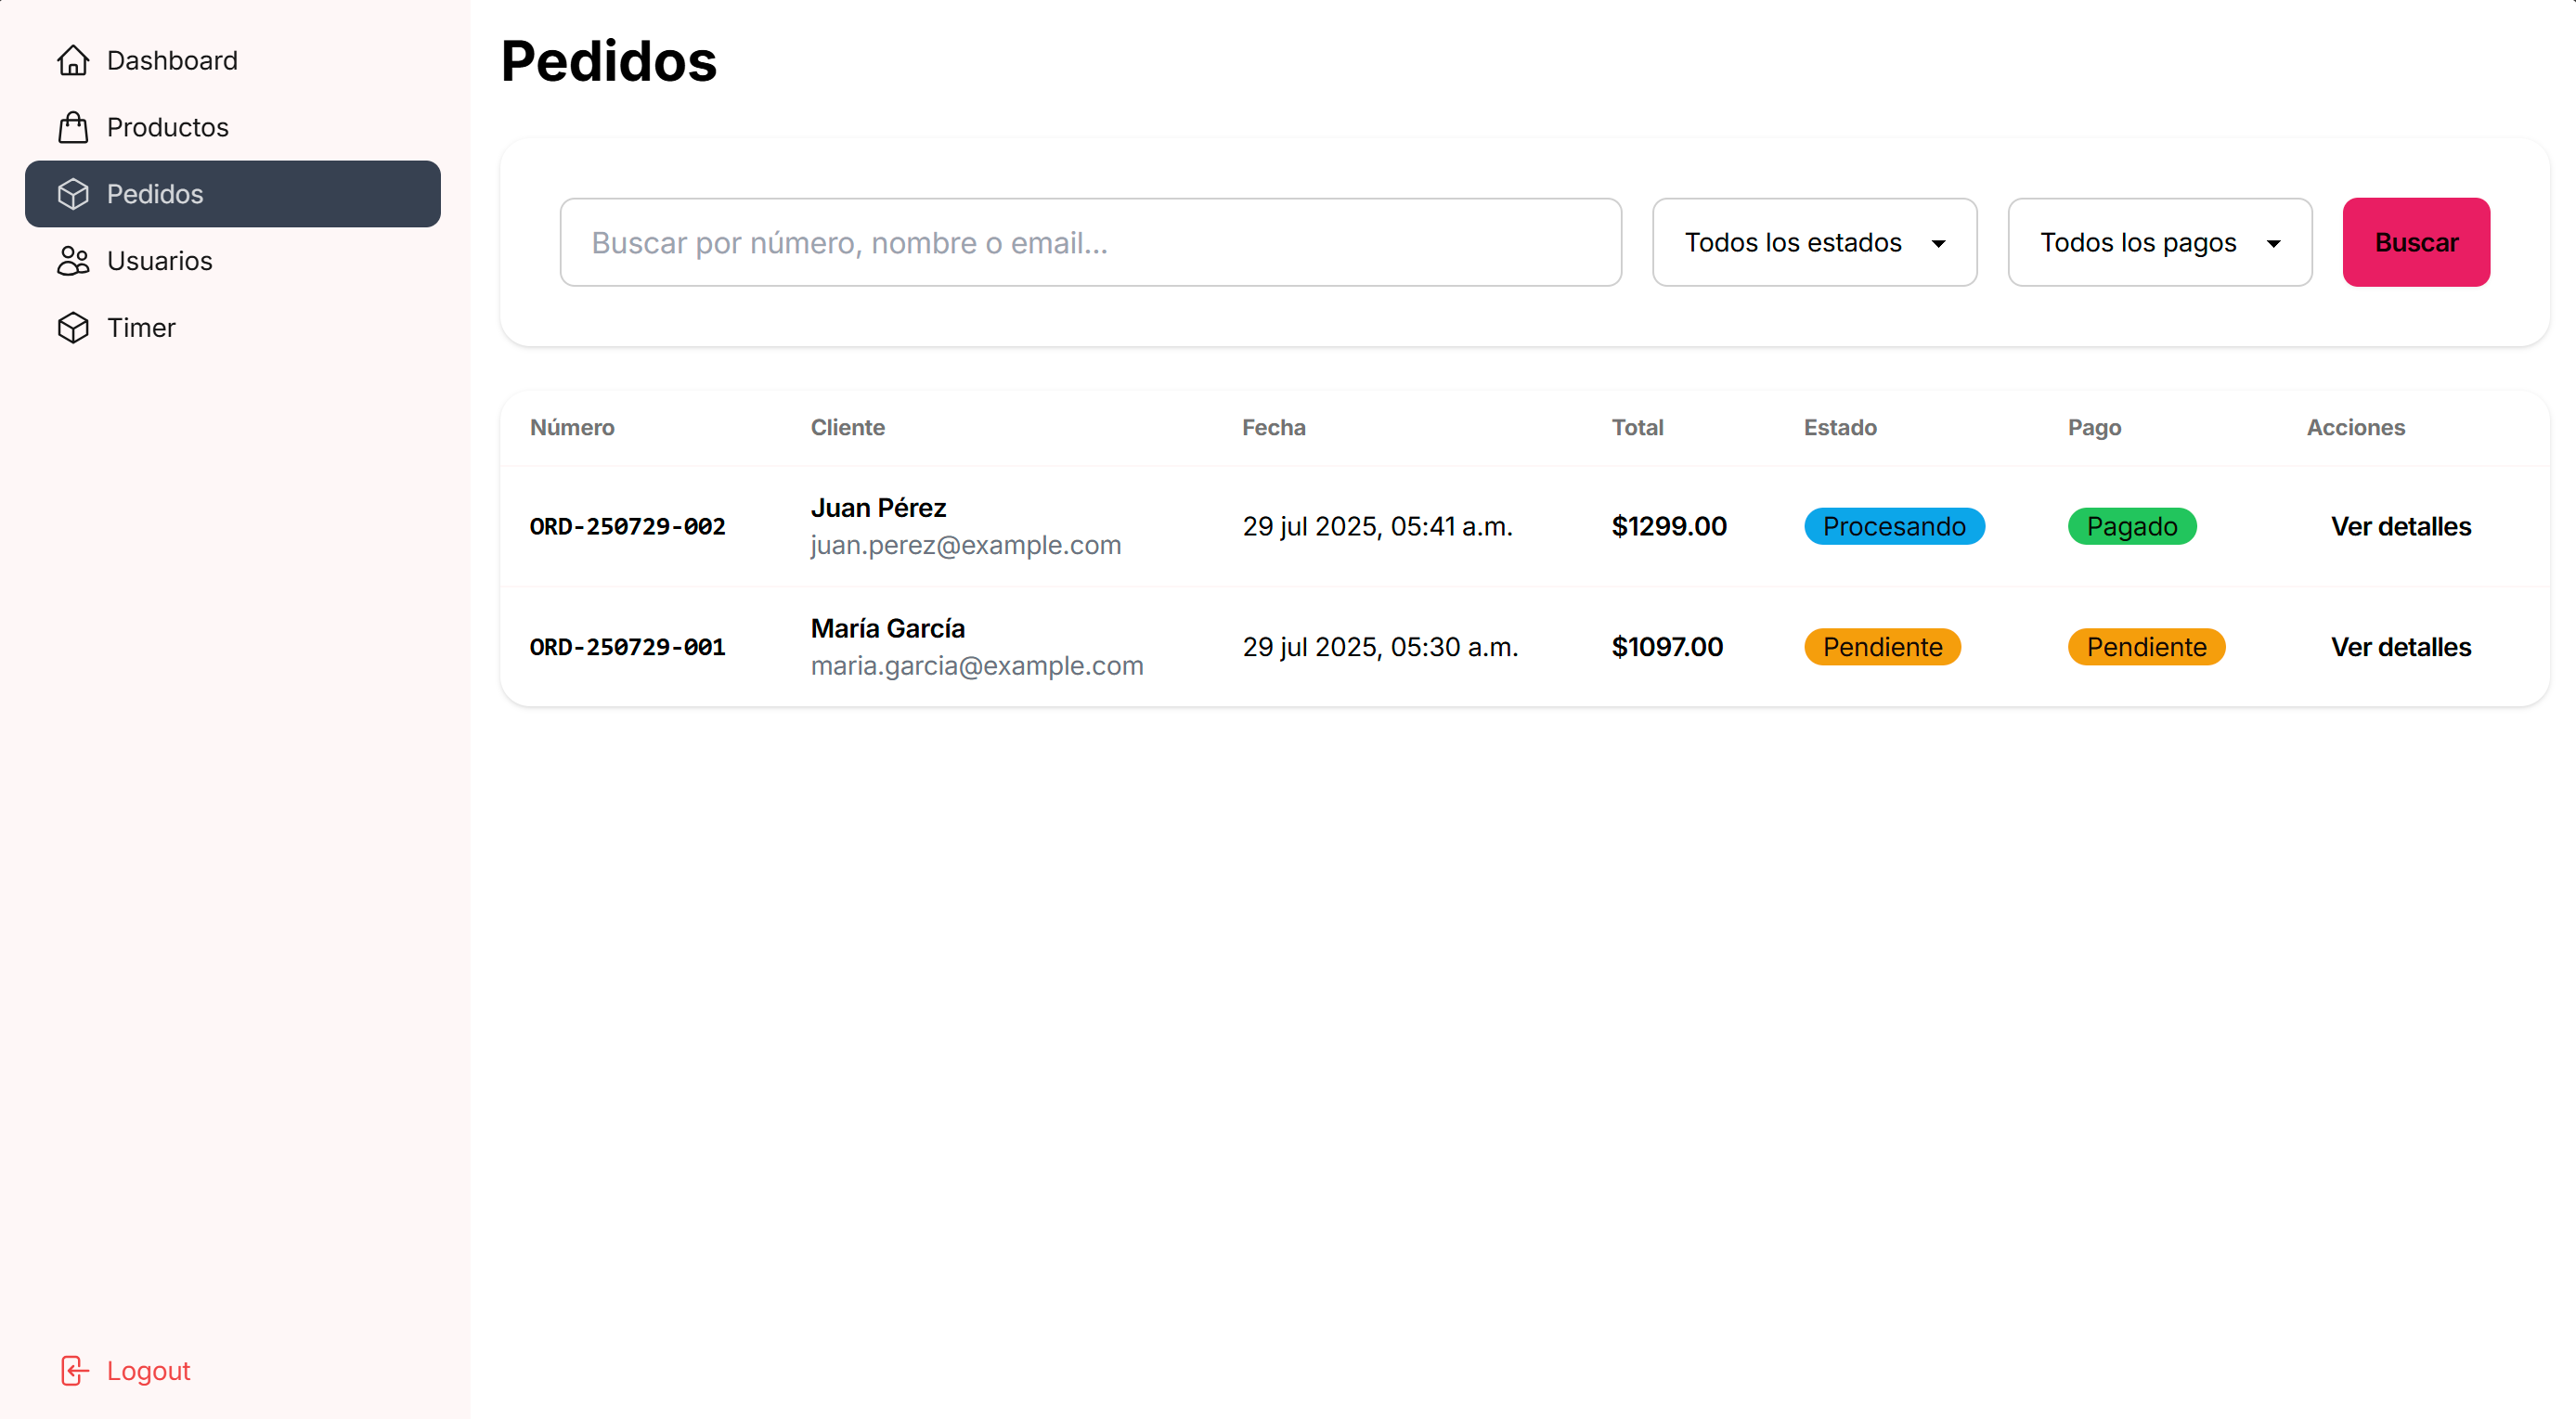 Dashboard
Productos
Pedidos
Usuarios
Timer
Logout
Pedidos
Buscar por número, nombre o email...
Todos los estados
Todos los pagos
Buscar
Número Cliente Fecha Total Estado Pago Acciones
ORD-250729-002 Juan Pérez 29 jul 2025, 05:41 a.m. $1299.00 Procesando Pagado Ver detalles
juan.perez@example.com
ORD-250729-001 María García 29 jul 2025, 05:30 a.m. $1097.00 Pendiente Pendiente Ver detalles
maria.garcia@example.com